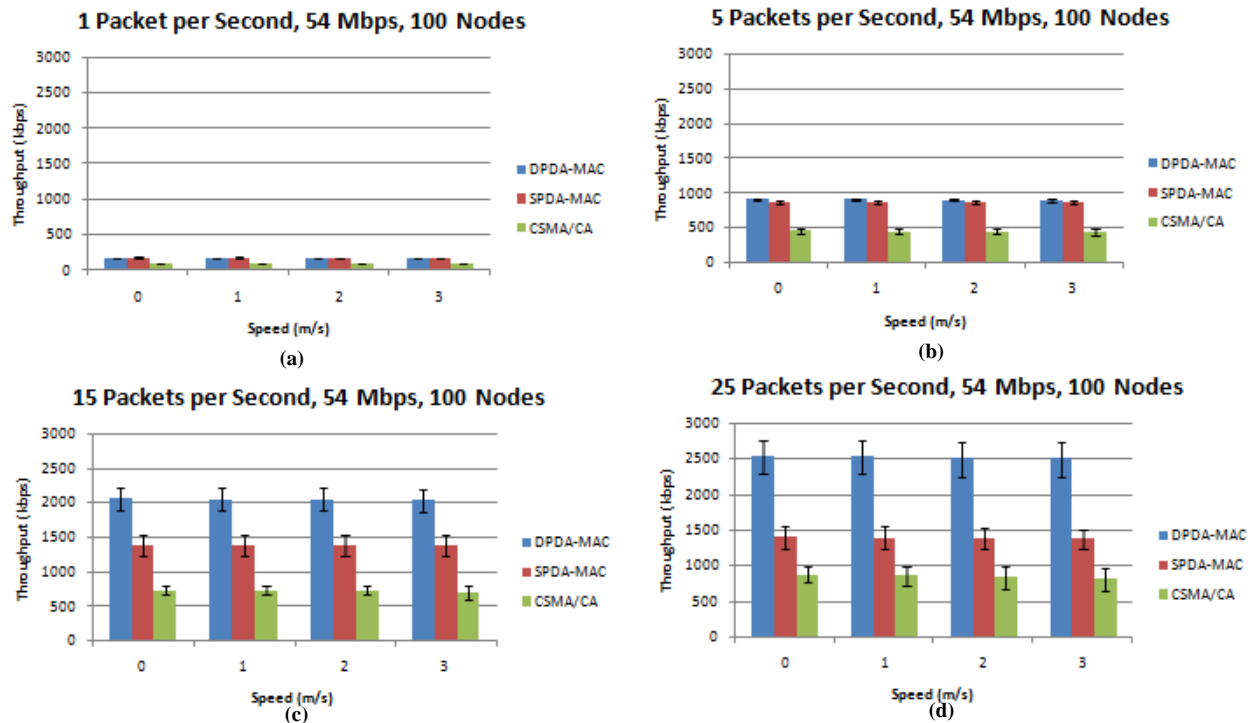 1 Packet per Second, 54 Mbps, 100 Nodes
3000
2500
2000
1500
1000
500
0
Throughput (kbps)
0 1 2 3
Speed (m/s)
DPDA-MAC
SPDA-MAC
CSMA/CA
(a)
5 Packets per Second, 54 Mbps, 100 Nodes
3000
2500
2000
1500
1000
500
0
Throughput (kbps)
0 1 2 3
Speed (m/s)
DPDA-MAC
SPDA-MAC
CSMA/CA
(b)
15 Packets per Second, 54 Mbps, 100 Nodes
3000
2500
2000
1500
1000
500
0
Throughput (kbps)
0 1 2 3
Speed (m/s)
DPDA-MAC
SPDA-MAC
CSMA/CA
(c)
25 Packets per Second, 54 Mbps, 100 Nodes
3000
2500
2000
1500
1000
500
0
Throughput (kbps)
0 1 2 3
Speed (m/s)
DPDA-MAC
SPDA-MAC
CSMA/CA
(d)